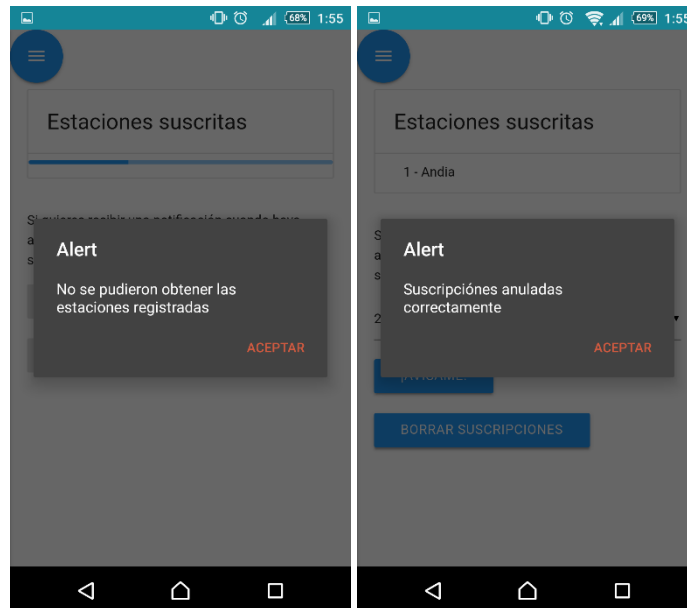 68% 1:55
Estaciones suscritas
Alert
No se pudieron obtener las
estaciones registradas
ACEPTAR
69% 1:55
Estaciones suscritas
1 - Andia
Alert
Suscripciónes anuladas
correctamente
ACEPTAR
¡AVISAME!
BORRAR SUSCRIPCIONES